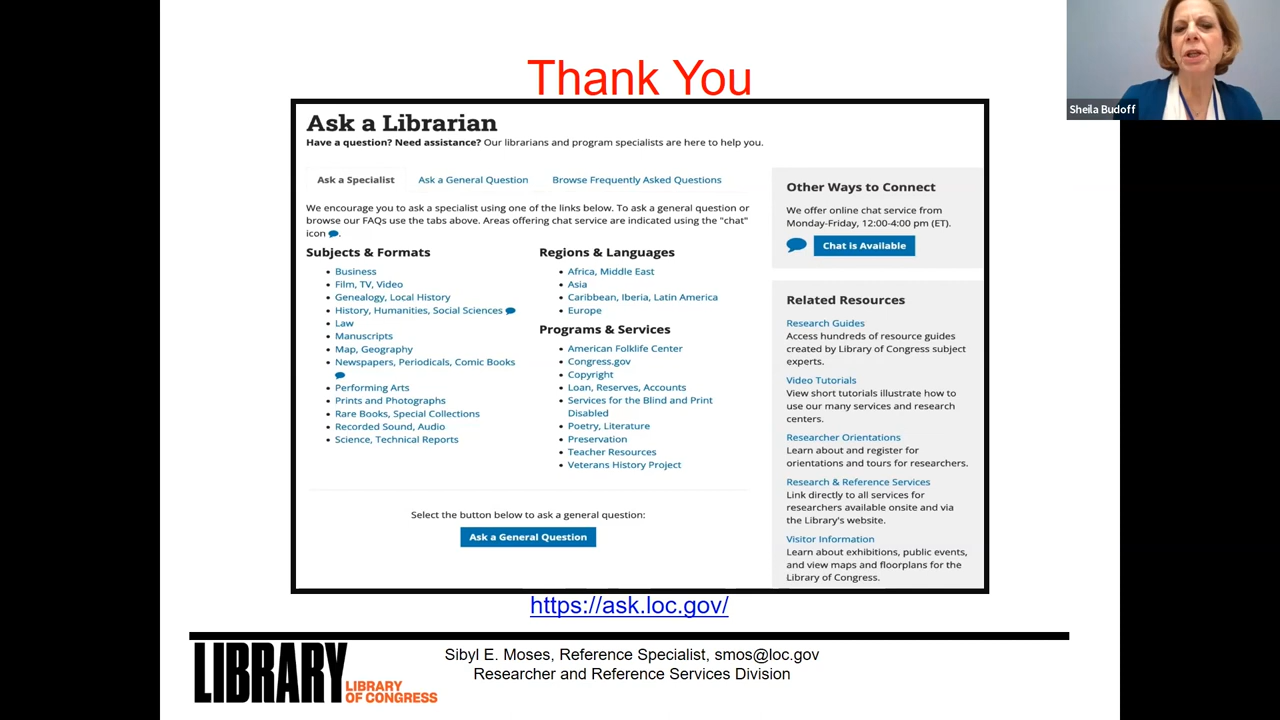 Thank You
Sheila Budoff
Ask a Librarian
Have a question? Need assistance? Our librarians and program specialists are here to help you.
Ask a Specialist
Ask a General Question
Browse Frequently Asked Questions
We encourage you to ask a specialist using one of the links below. To ask a general question or
browse our FAQs use the tabs above. Areas offering chat service are indicated using the "chat"
icon .
Subjects & Formats
Business
Film, TV, Video
Genealogy, Local History
History, Humanities, Social Sciences
Law
Manuscripts
Map, Geography
Newspapers, Periodicals, Comic Books
Performing Arts
Prints and Photographs
Rare Books, Special Collections
Recorded Sound, Audio
Science, Technical Reports
Regions & Languages
Africa, Middle East
Asia
Caribbean, Iberia, Latin America
Europe
Programs & Services
American Folklife Center
Congress.gov
Copyright
Loan, Reserves, Accounts
Services for the Blind and Print
Disabled
Poetry, Literature
Preservation
Teacher Resources
Veterans History Project
Select the button below to ask a general question:
Ask a General Question
Other Ways to Connect
We offer online chat service from
Monday-Friday, 12:00-4:00 pm (ET).
Chat is Available
Related Resources
Research Guides
Access hundreds of resource guides
created by Library of Congress subject
experts.
Video Tutorials
View short tutorials illustrate how to
use our many services and research
centers.
Researcher Orientations
Learn about and register for
orientations and tours for researchers.
Research & Reference Services
Link directly to all services for
researchers available onsite and via
the Library's website.
Visitor Information
Learn about exhibitions, public events,
and view maps and floorplans for the
Library of Congress.
https://ask.loc.gov/
LIBRARY
LIBRARY
OF CONGRESS
Sibyl E. Moses, Reference Specialist, smos@loc.gov
Researcher and Reference Services Division